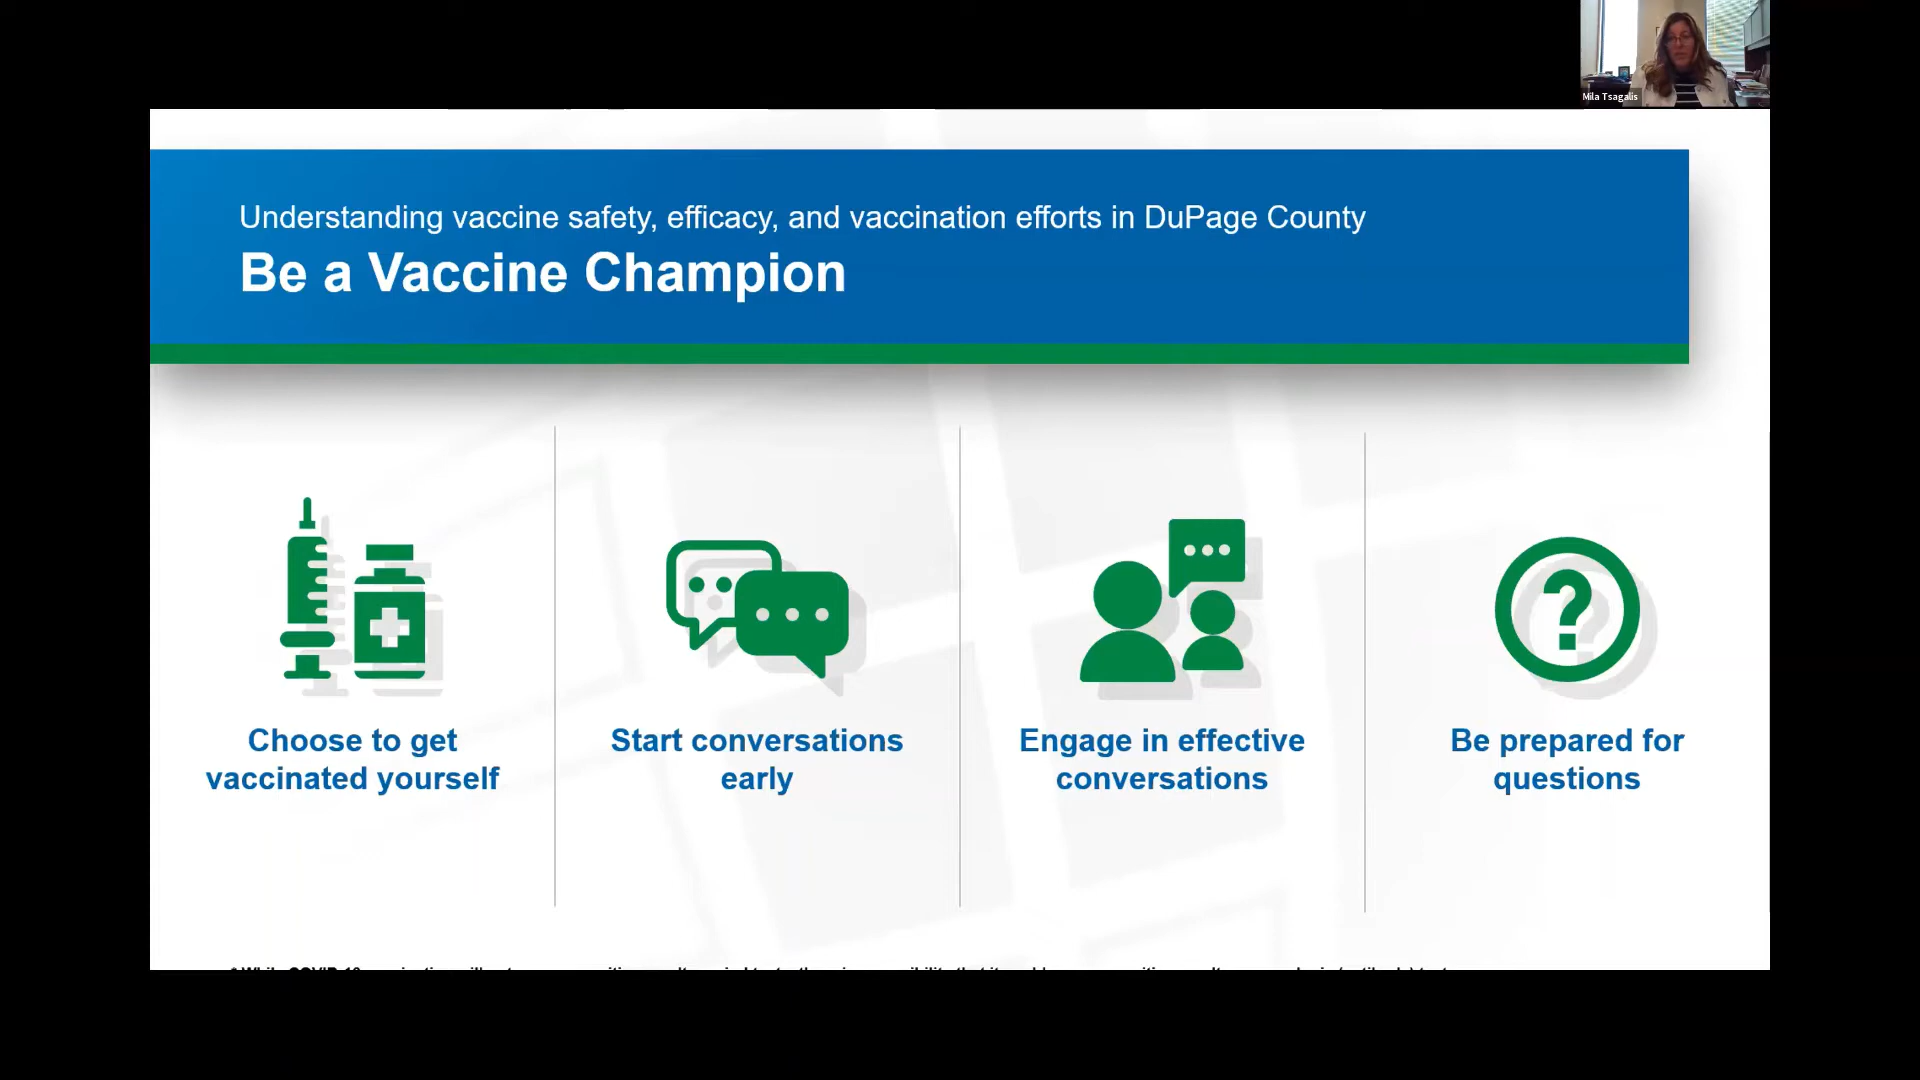 Mila Tsagalis
Understanding vaccine safety, efficacy, and vaccination efforts in DuPage County
Be a Vaccine Champion
Choose to get
vaccinated yourself
Start conversations
early
Engage in effective
conversations
Be prepared for
questions